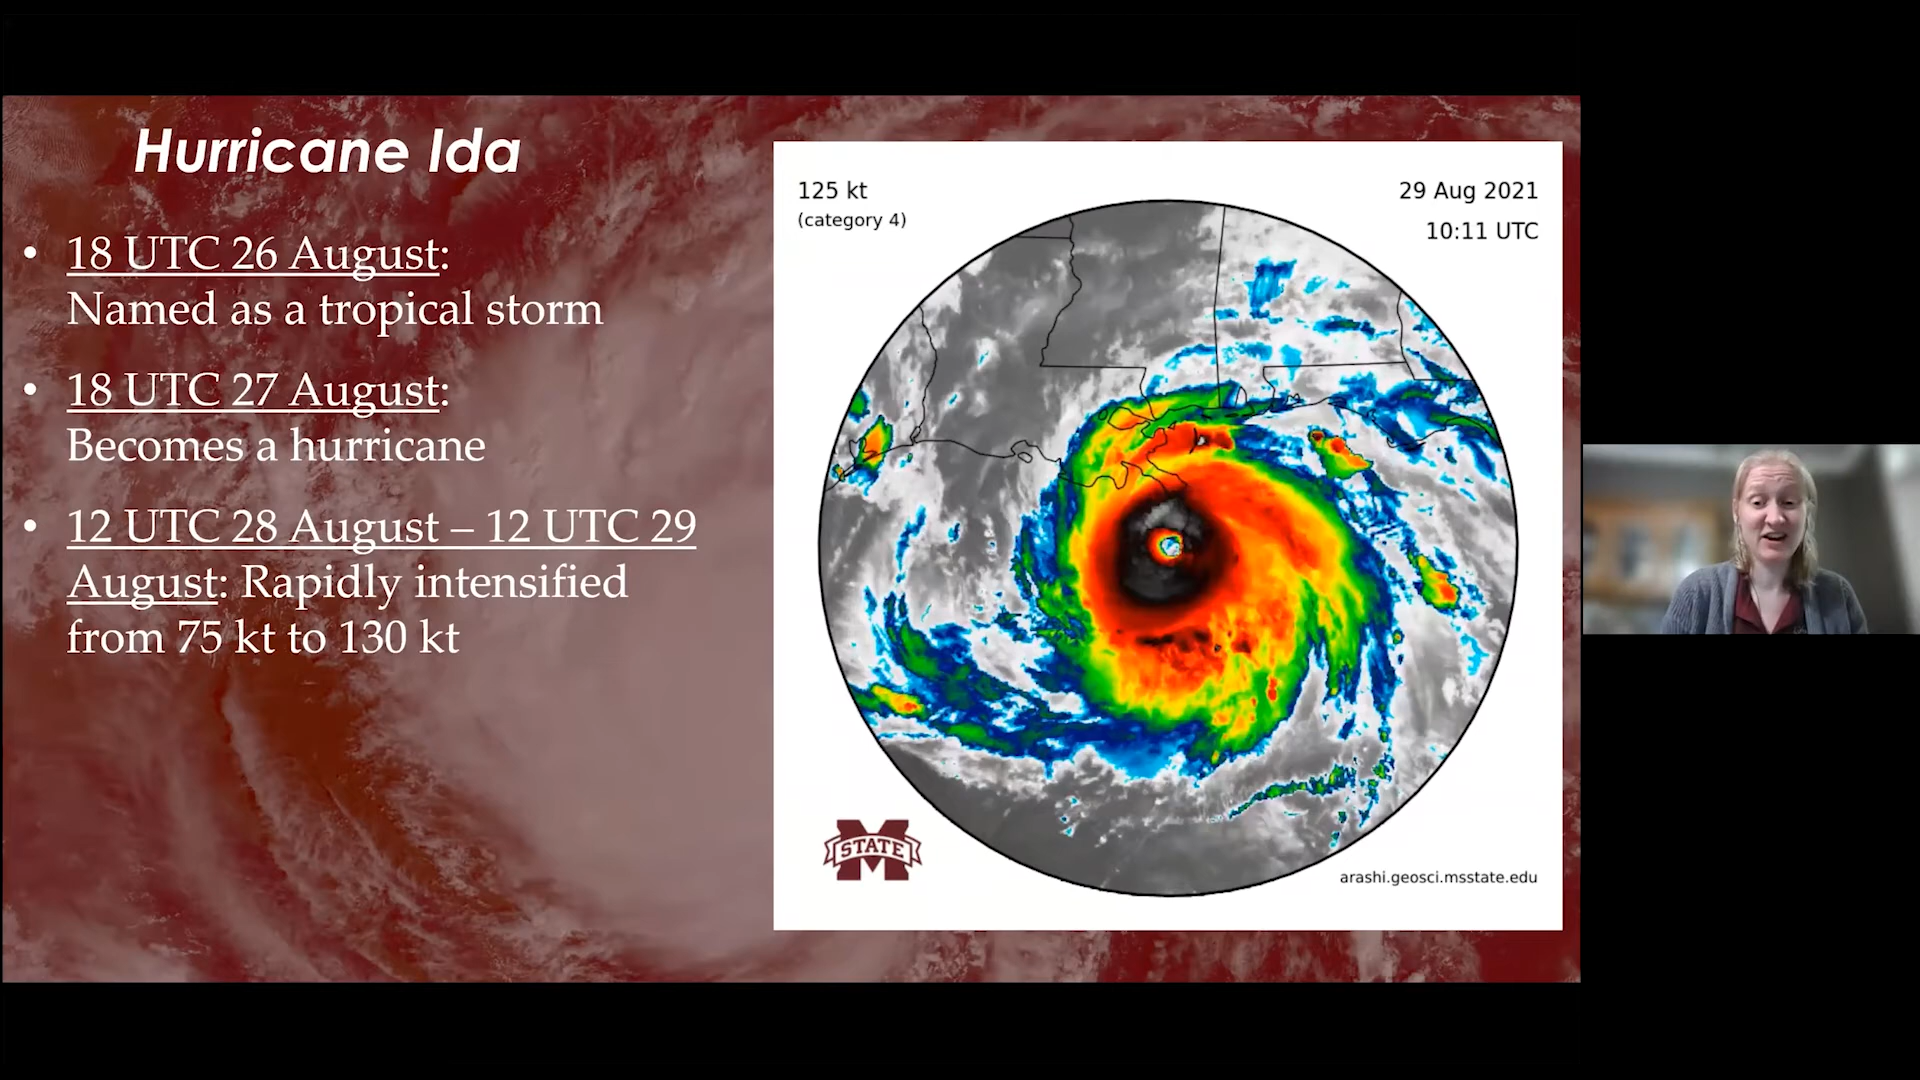 Hurricane Ida
• 18 UTC 26 August:
Named as a tropical storm
• 18 UTC 27 August:
Becomes a hurricane
• 12 UTC 28 August – 12 UTC 29
August: Rapidly intensified
from 75 kt to 130 kt
125 kt
(category 4)
29 Aug 2021
10:11 UTC
M
STATE
arashi.geosci.msstate.edu